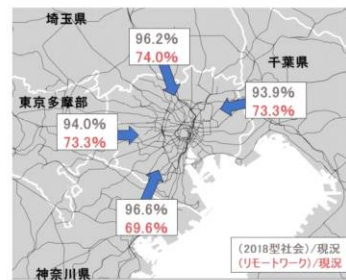 埼玉県
96.2%
74.0%
千葉県
93.9%
73.3%
東京多摩部
94.0%
73.3%
96.6%
69.6%
(2018型社会)/現況
(リモートワーク)/現況
神奈川県